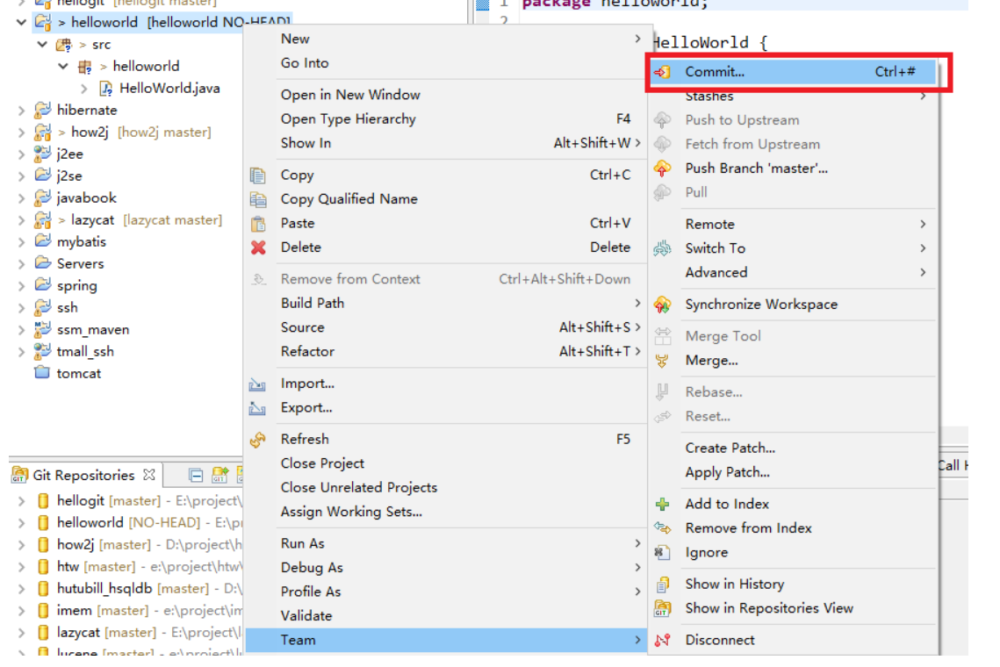 hellogit [hellogit master]
> helloworld [helloworld NO-HEAD]
> src
> helloworld
HelloWorld.java
hibernate
> how2j [how2j master]
j2ee
j2se
javabook
> lazycat [lazycat master]
mybatis
Servers
spring
ssh
ssm_maven
tmall_ssh
tomcat
1 package helloworld;
2
HelloWorld {
New
Go Into
Open in New Window
Open Type Hierarchy F4
Show In Alt+Shift+W >
Copy Ctrl+C
Copy Qualified Name
Paste Ctrl+V
Delete Delete
Remove from Context Ctrl+Alt+Shift+Down
Build Path
Source Alt+Shift+S >
Refactor Alt+Shift+T >
Import...
Export...
Refresh F5
Close Project
Close Unrelated Projects
Assign Working Sets...
Run As
Debug As
Profile As
Validate
Team
Commit... Ctrl+#
Stashes
Push to Upstream
Fetch from Upstream
Push Branch 'master'...
Pull
Remote
Switch To
Advanced
Synchronize Workspace
Merge Tool
Merge...
Rebase...
Reset...
Create Patch...
Apply Patch...
Add to Index
Remove from Index
Ignore
Show in History
Show in Repositories View
Disconnect
Call
Git Repositories
hellogit [master] - E:\project\
helloworld [NO-HEAD] - E:\p
how2j [master] - D:\project\h
htw [master] - e:\project\htw\
hutubill_hsqldb [master] - D:\
imem [master] - e:\project\im
lazycat [master] - E:\project\l
lucene [master] - e:\project\lu